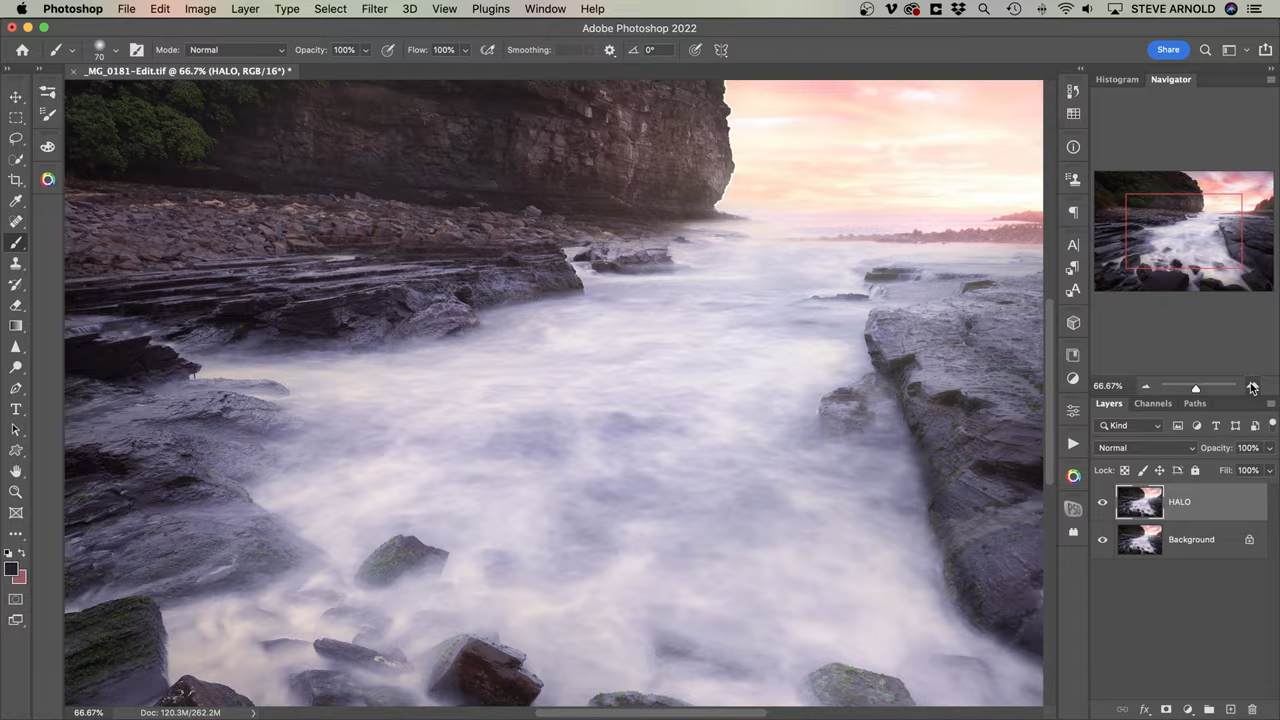 Photoshop File Edit Image Layer Type Select Filter 3D View Plugins Window Help STEVE ARNOLD
Adobe Photoshop 2022
70 Mode: Normal Opacity: 100% Flow: 100% Smoothing: 0° Share
_MG_0181-Edit.tif @ 66.7% (HALO, RGB/16*) *
Histogram Navigator
66.67%
Layers Channels Paths
Kind
Normal Opacity: 100%
Lock: Fill: 100%
HALO
Background
66.67% Doc: 120.3M/262.2M